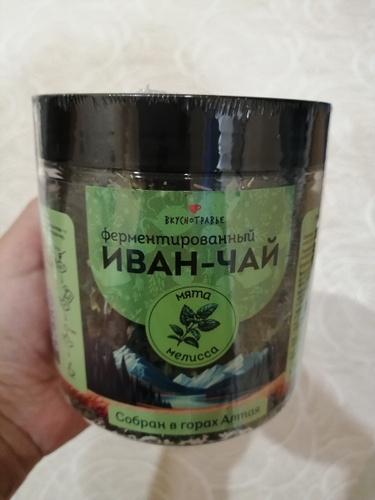 ВКУСНОТРАВЬЕ
ферментированный
ИВАН-ЧАЙ
мята
мелисса
Собран в горах Алтая